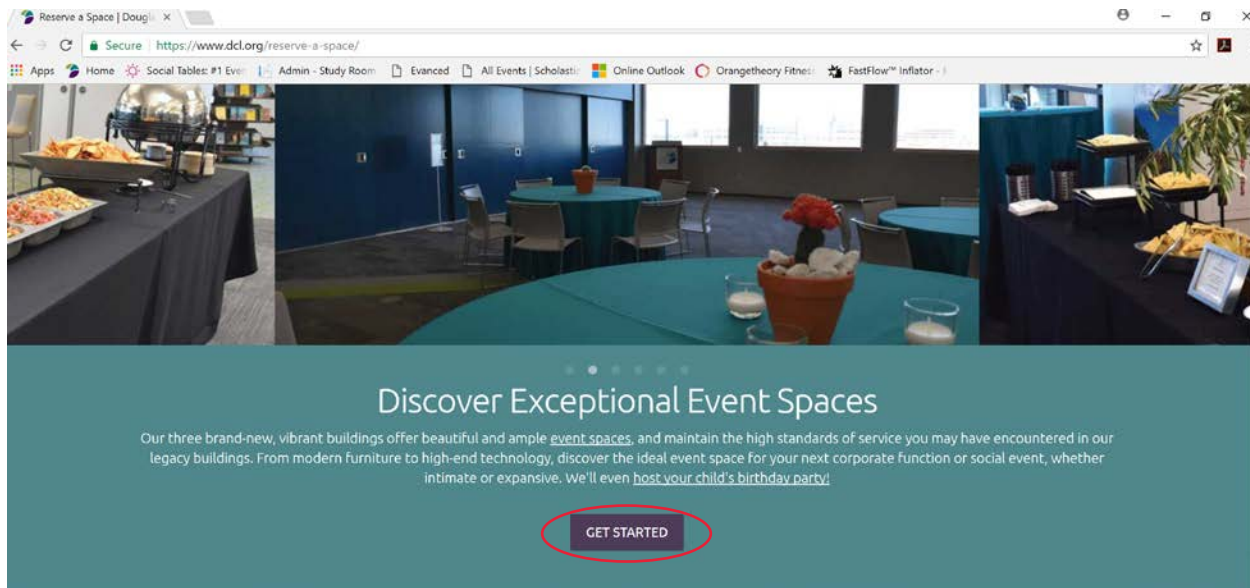 Reserve a Space | Dougl
Secure https://www.dcl.org/reserve-a-space/
Apps Home Social Tables: #1 Even Admin - Study Room Evanced All Events | Scholastic Online Outlook Orangetheory Fitnes FastFlow™ Inflator -
Discover Exceptional Event Spaces
Our three brand-new, vibrant buildings offer beautiful and ample event spaces, and maintain the high standards of service you may have encountered in our
legacy buildings. From modern furniture to high-end technology, discover the ideal event space for your next corporate function or social event, whether
intimate or expansive. We'll even host your child's birthday party!
GET STARTED